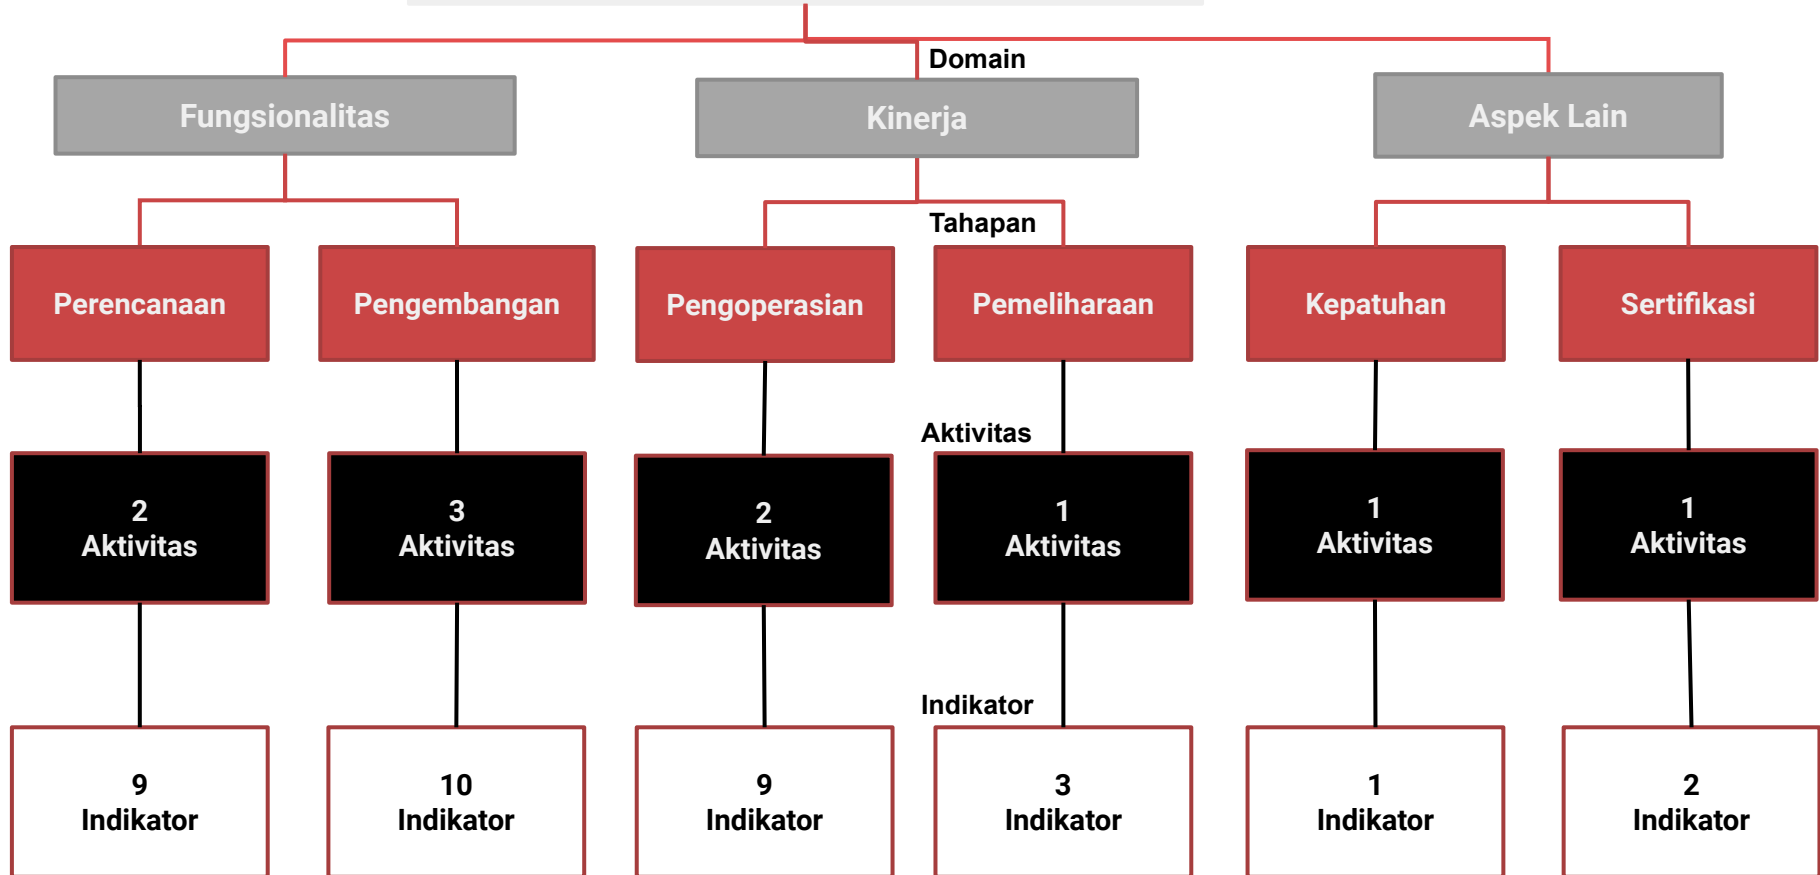 Domain
Fungsionalitas
Kinerja
Aspek Lain
Tahapan
Perencanaan
Pengembangan
Pengoperasian
Pemeliharaan
Kepatuhan
Sertifikasi
Aktivitas
2
Aktivitas
3
Aktivitas
2
Aktivitas
1
Aktivitas
1
Aktivitas
1
Aktivitas
Indikator
9
Indikator
10
Indikator
9
Indikator
3
Indikator
1
Indikator
2
Indikator